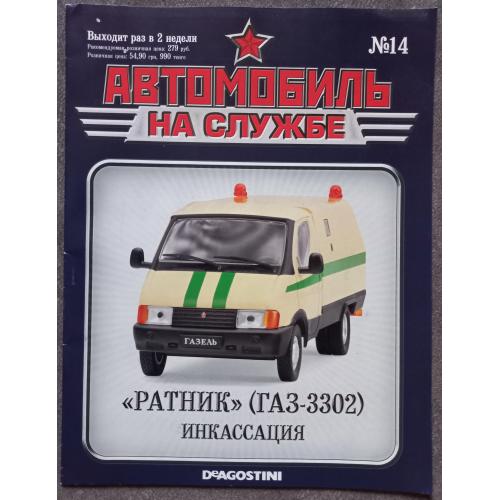 Выходит раз в 2 недели
Рекомендуемая розничная цена: 279 руб.
Розничная цена: 54,90 грн, 990 тенге
№14
АВТОМОБИЛЬ
НА СЛУЖБЕ
ГАЗЕЛЬ
«РАТНИК» (ГАЗ-3302)
ИНКАССАЦИЯ
DeAGOSTINI